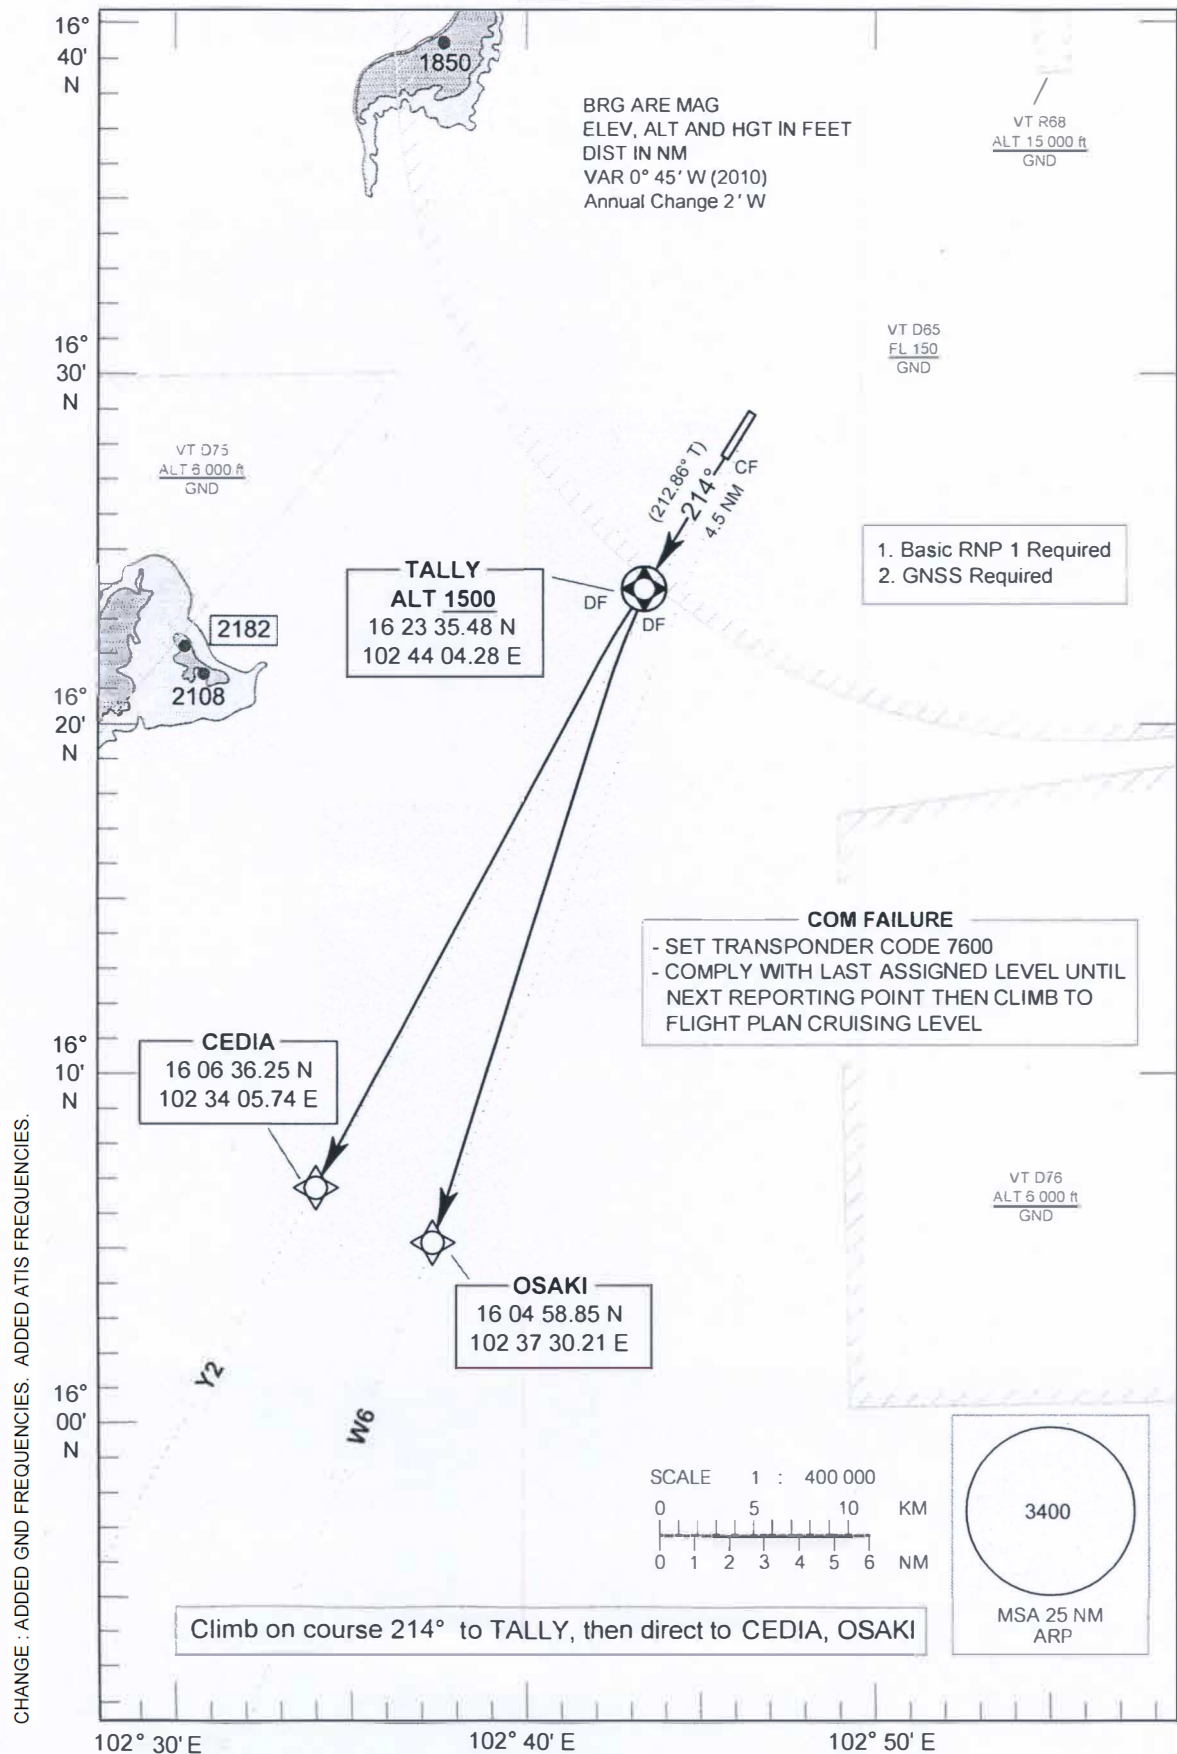 16°
40'
N
1850
BRG ARE MAG
ELEV, ALT AND HGT IN FEET
DIST IN NM
VAR 0° 45' W (2010)
Annual Change 2' W
VT R68
ALT 15 000 ft
GND
16°
30'
N
VT D65
FL 150
GND
VT D75
ALT 6 000 ft
GND
(212.86° T)
214°
4.5 NM
CF
1. Basic RNP 1 Required
2. GNSS Required
TALLY
ALT 1500
16 23 35.48 N
102 44 04.28 E
DF
DF
2182
2108
16°
20'
N
COM FAILURE
- SET TRANSPONDER CODE 7600
- COMPLY WITH LAST ASSIGNED LEVEL UNTIL
NEXT REPORTING POINT THEN CLIMB TO
FLIGHT PLAN CRUISING LEVEL
CEDIA
16 06 36.25 N
102 34 05.74 E
16°
10'
N
VT D76
ALT 6 000 ft
GND
OSAKI
16 04 58.85 N
102 37 30.21 E
Y2
W6
16°
00'
N
SCALE 1 : 400 000
0 5 10 KM
0 1 2 3 4 5 6 NM
3400
MSA 25 NM
ARP
Climb on course 214° to TALLY, then direct to CEDIA, OSAKI
102° 30' E
102° 40' E
102° 50' E
CHANGE : ADDED GND FREQUENCIES. ADDED ATIS FREQUENCIES.